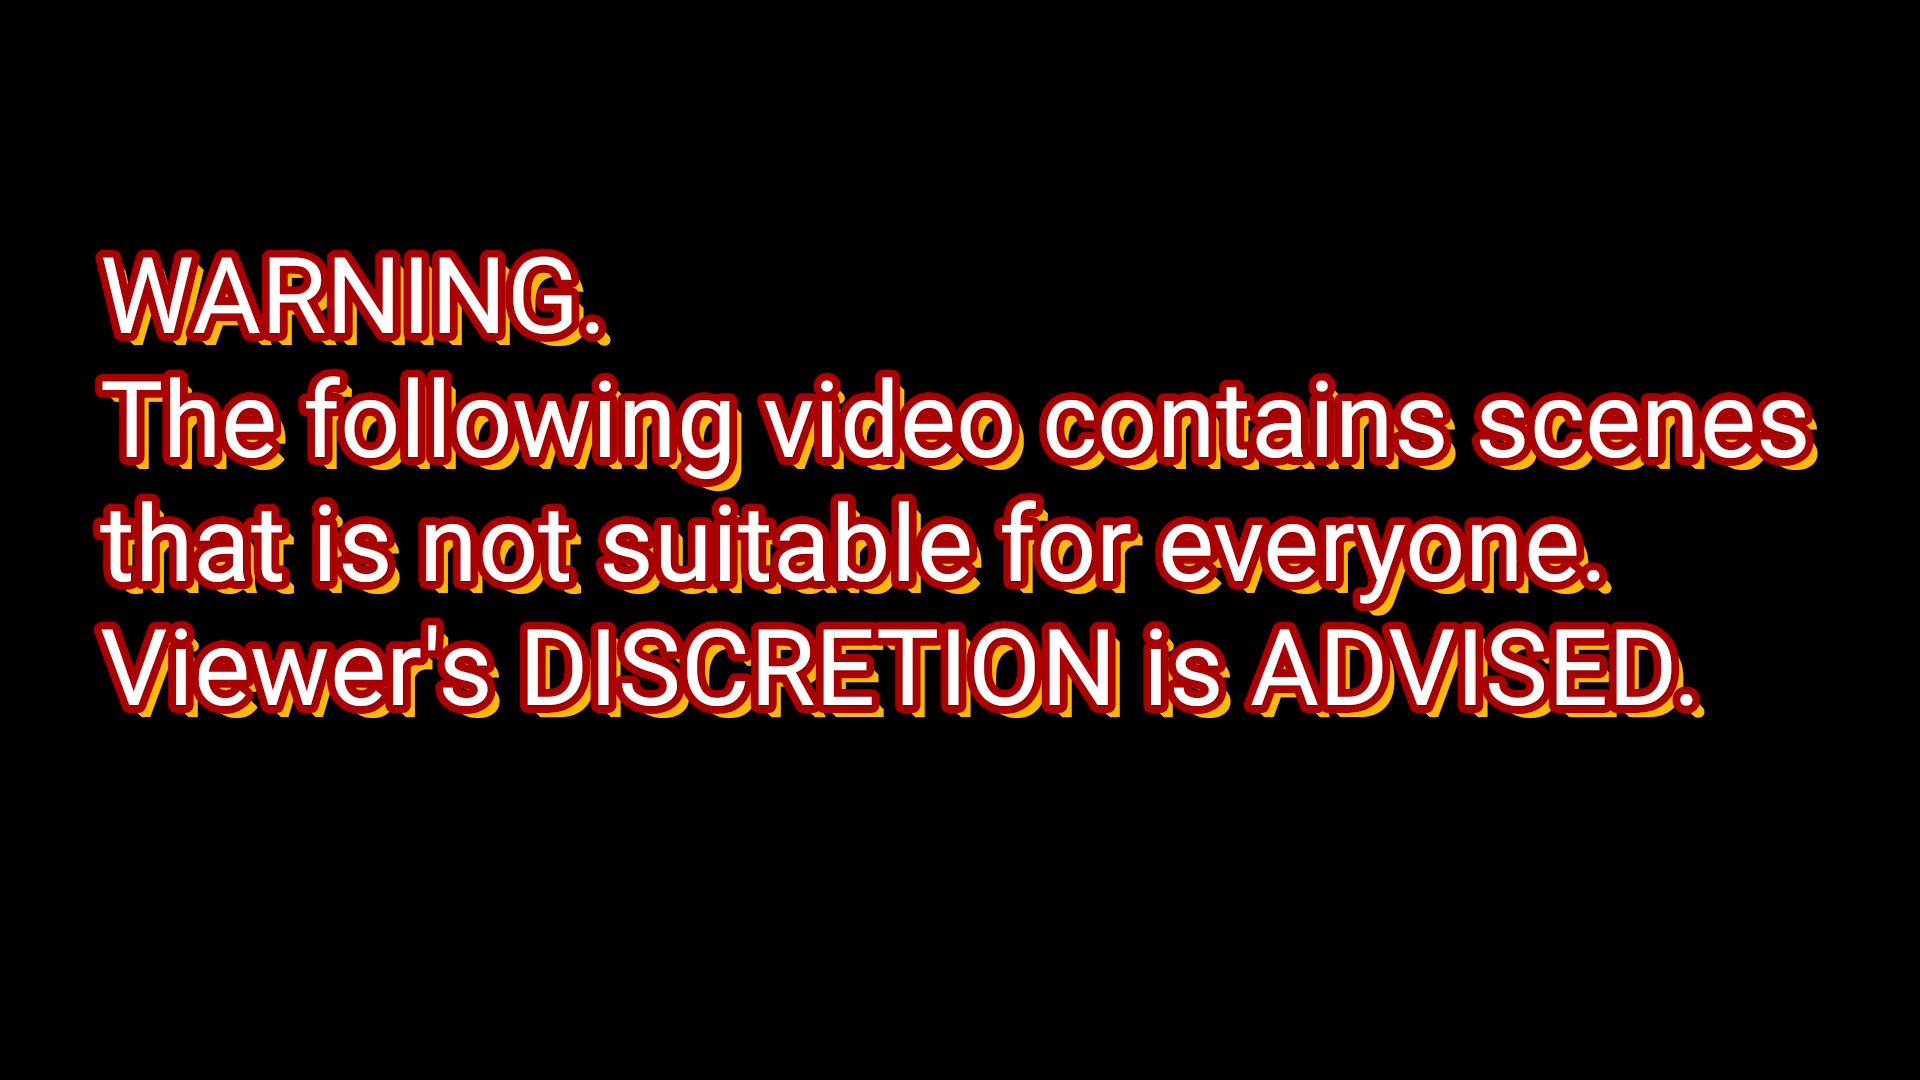 WARNING.
The following video contains scenes
that is not suitable for everyone.
Viewer's DISCRETION is ADVISED.